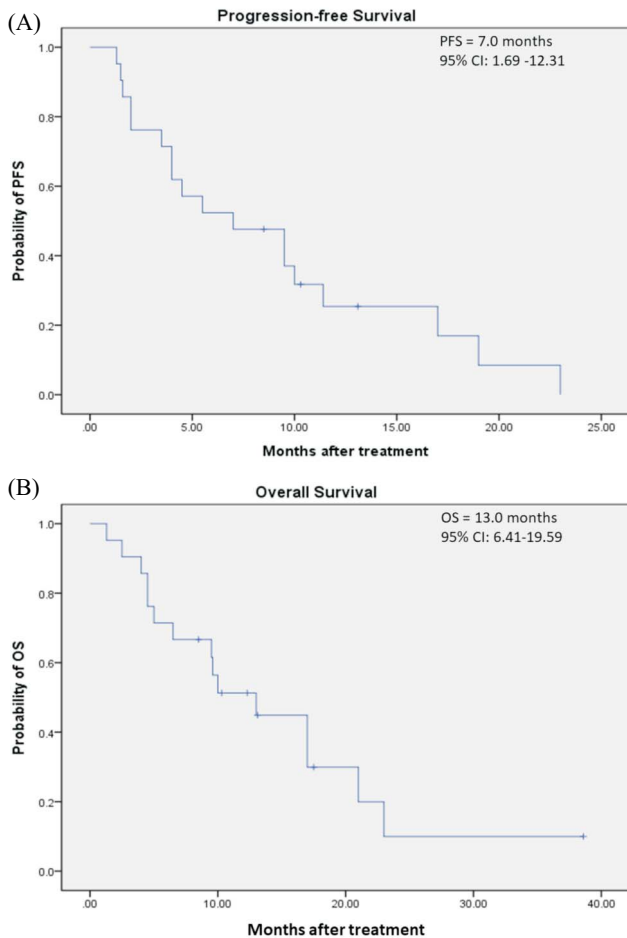 (A)
Progression-free Survival
PFS = 7.0 months
95% CI: 1.69 -12.31
Probability of PFS
1.0
0.8
0.6
0.4
0.2
0.0
.00 5.00 10.00 15.00 20.00 25.00
Months after treatment
(B)
Overall Survival
OS = 13.0 months
95% CI: 6.41-19.59
Probability of OS
1.0
0.8
0.6
0.4
0.2
0.0
.00 10.00 20.00 30.00 40.00
Months after treatment